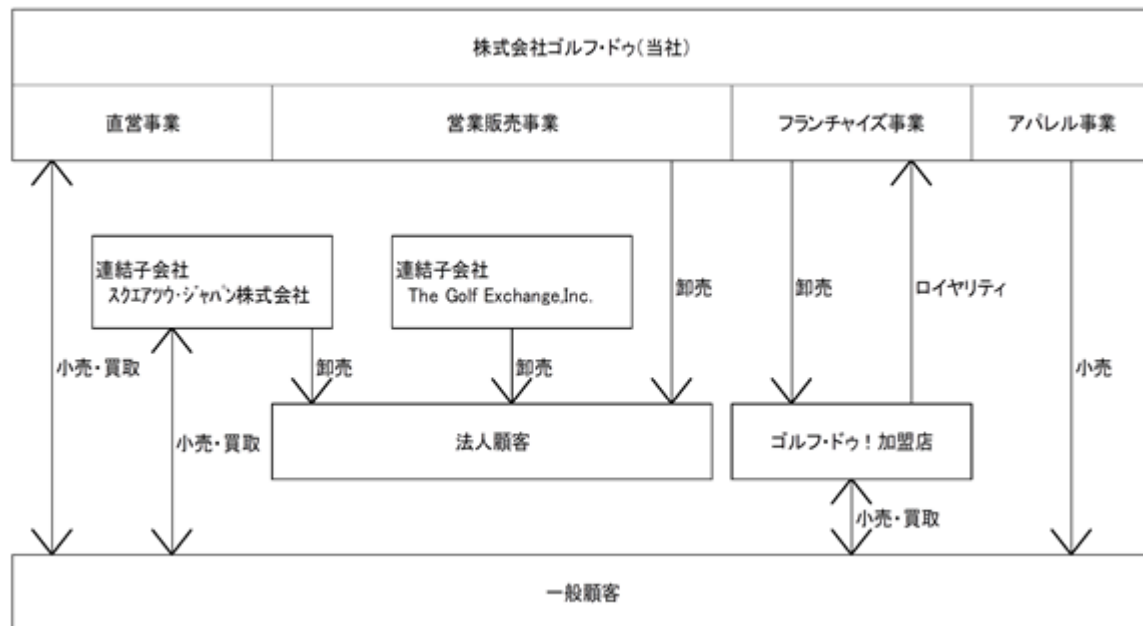 株式会社ゴルフ・ドゥ(当社)
直営事業
営業販売事業
フランチャイズ事業
アパレル事業
連結子会社
スクエアツウ・ジャパン株式会社
連結子会社
The Golf Exchange,Inc.
卸売
卸売
ロイヤリティ
小売・買取
卸売
卸売
小売
小売・買取
法人顧客
ゴルフ・ドゥ!加盟店
小売・買取
一般顧客